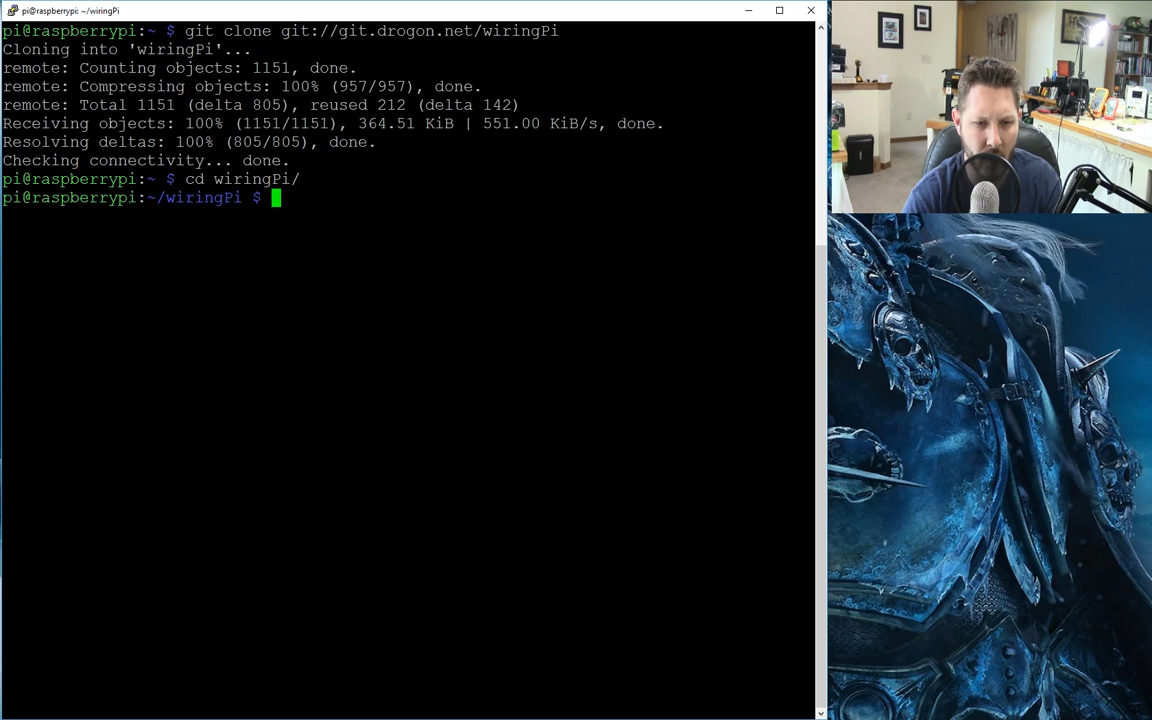 pi@raspberrypi: ~/wiringPi
pi@raspberrypi:~ $ git clone git://git.drogon.net/wiringPi
Cloning into 'wiringPi'...
remote: Counting objects: 1151, done.
remote: Compressing objects: 100% (957/957), done.
remote: Total 1151 (delta 805), reused 212 (delta 142)
Receiving objects: 100% (1151/1151), 364.51 KiB | 551.00 KiB/s, done.
Resolving deltas: 100% (805/805), done.
Checking connectivity... done.
pi@raspberrypi:~ $ cd wiringPi/
pi@raspberrypi:~/wiringPi $